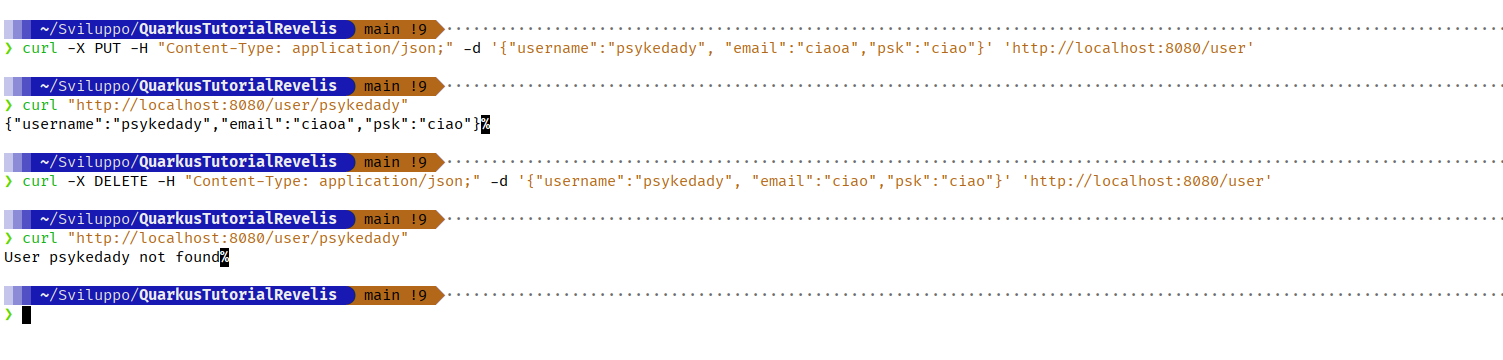 ~/Sviluppo/QuarkusTutorialRevelis main !9
❯ curl -X PUT -H "Content-Type: application/json;" -d '{"username":"psykedady", "email":"ciaoa","psk":"ciao"}' 'http://localhost:8080/user'
~/Sviluppo/QuarkusTutorialRevelis main !9
❯ curl "http://localhost:8080/user/psykedady"
{"username":"psykedady","email":"ciaoa","psk":"ciao"}%
~/Sviluppo/QuarkusTutorialRevelis main !9
❯ curl -X DELETE -H "Content-Type: application/json;" -d '{"username":"psykedady", "email":"ciao","psk":"ciao"}' 'http://localhost:8080/user'
~/Sviluppo/QuarkusTutorialRevelis main !9
❯ curl "http://localhost:8080/user/psykedady"
User psykedady not found%
~/Sviluppo/QuarkusTutorialRevelis main !9
❯